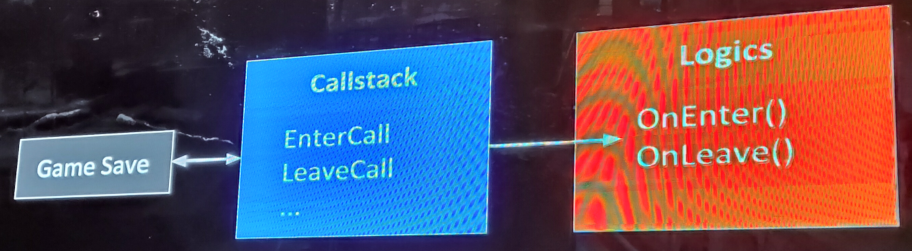 Game Save
Callstack
EnterCall
LeaveCall
...
Logics
OnEnter()
OnLeave()